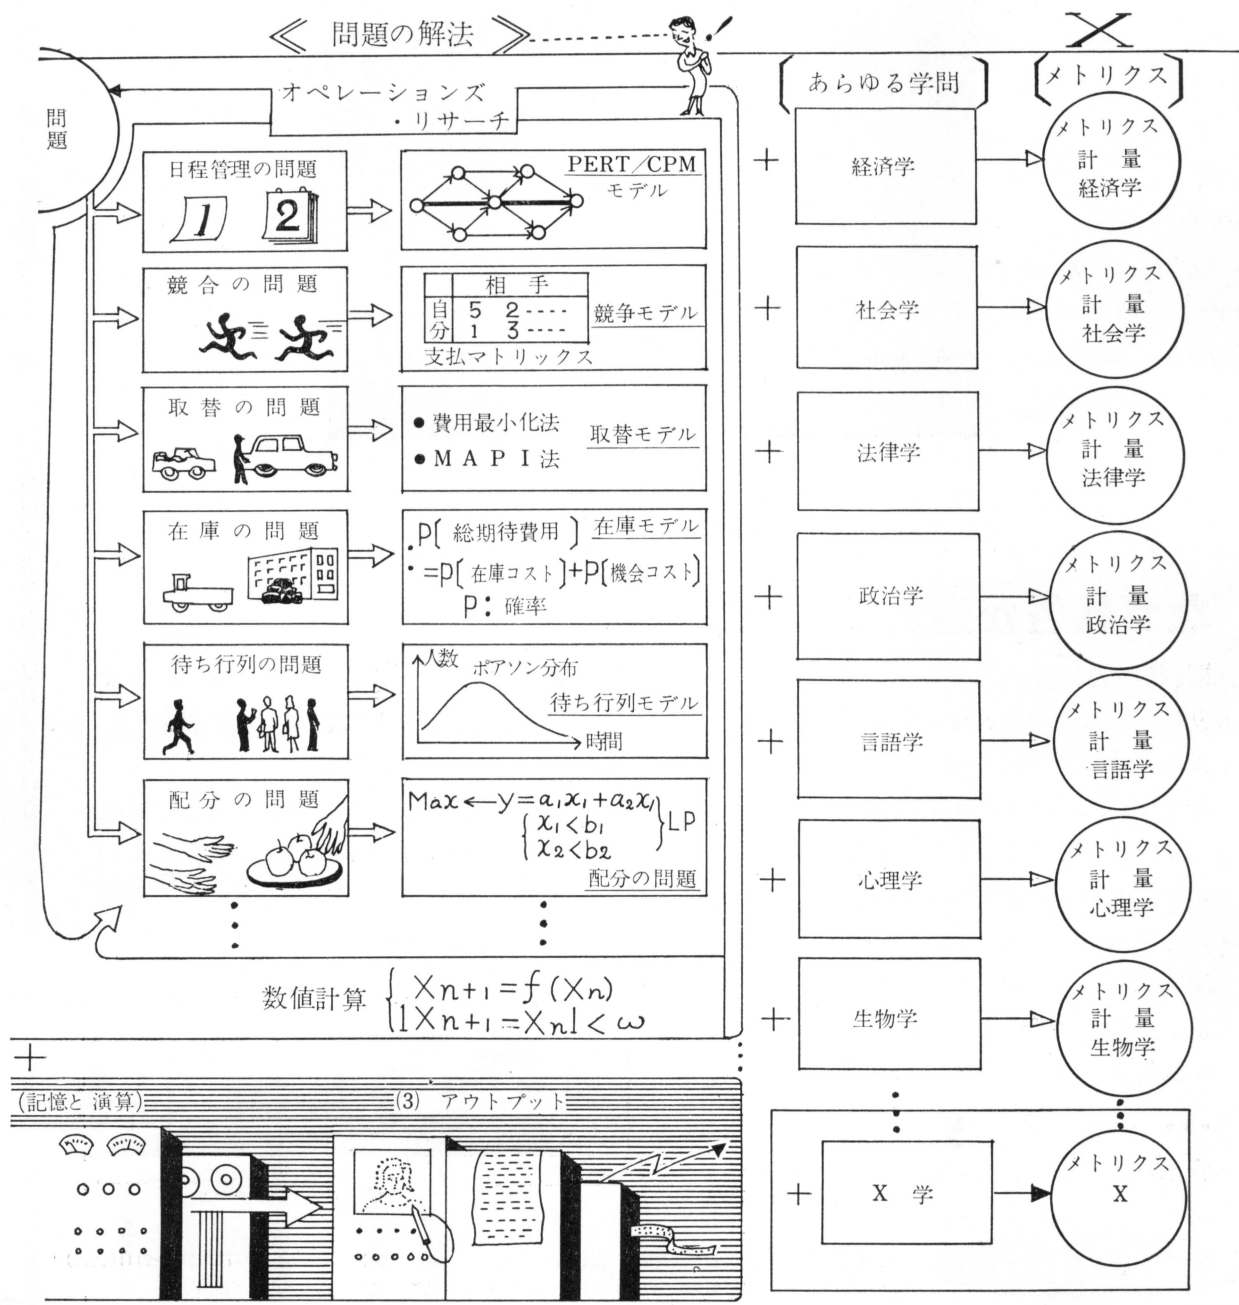 ≪ 問題の解法 ≫
X
問題
オペレーションズ
・リサーチ
日程管理の問題
1 2
PERT/CPM
モデル
競合の問題
相手
自分
5 2 ----
1 3 ----
競争モデル
支払マトリックス
取替の問題
●費用最小化法
●MAPI法
取替モデル
在庫の問題
P〔総期待費用〕
在庫モデル
=P〔在庫コスト〕+P〔機会コスト〕
P:確率
待ち行列の問題
人数
ポアソン分布
待ち行列モデル
時間
配分の問題
Max ← y=a₁x₁+a₂x₁
x₁<b₁
x₂<b₂
LP
配分の問題
数値計算
Xn+1=f(Xn)
|Xn+1=Xn|<ω
+
(記憶と演算)
(3) アウトプット
〔あらゆる学問〕
〔メトリクス〕
+ 経済学
メトリクス
計量
経済学
+ 社会学
メトリクス
計量
社会学
+ 法律学
メトリクス
計量
法律学
+ 政治学
メトリクス
計量
政治学
+ 言語学
メトリクス
計量
言語学
+ 心理学
メトリクス
計量
心理学
+ 生物学
メトリクス
計量
生物学
+ X 学
メトリクス
X